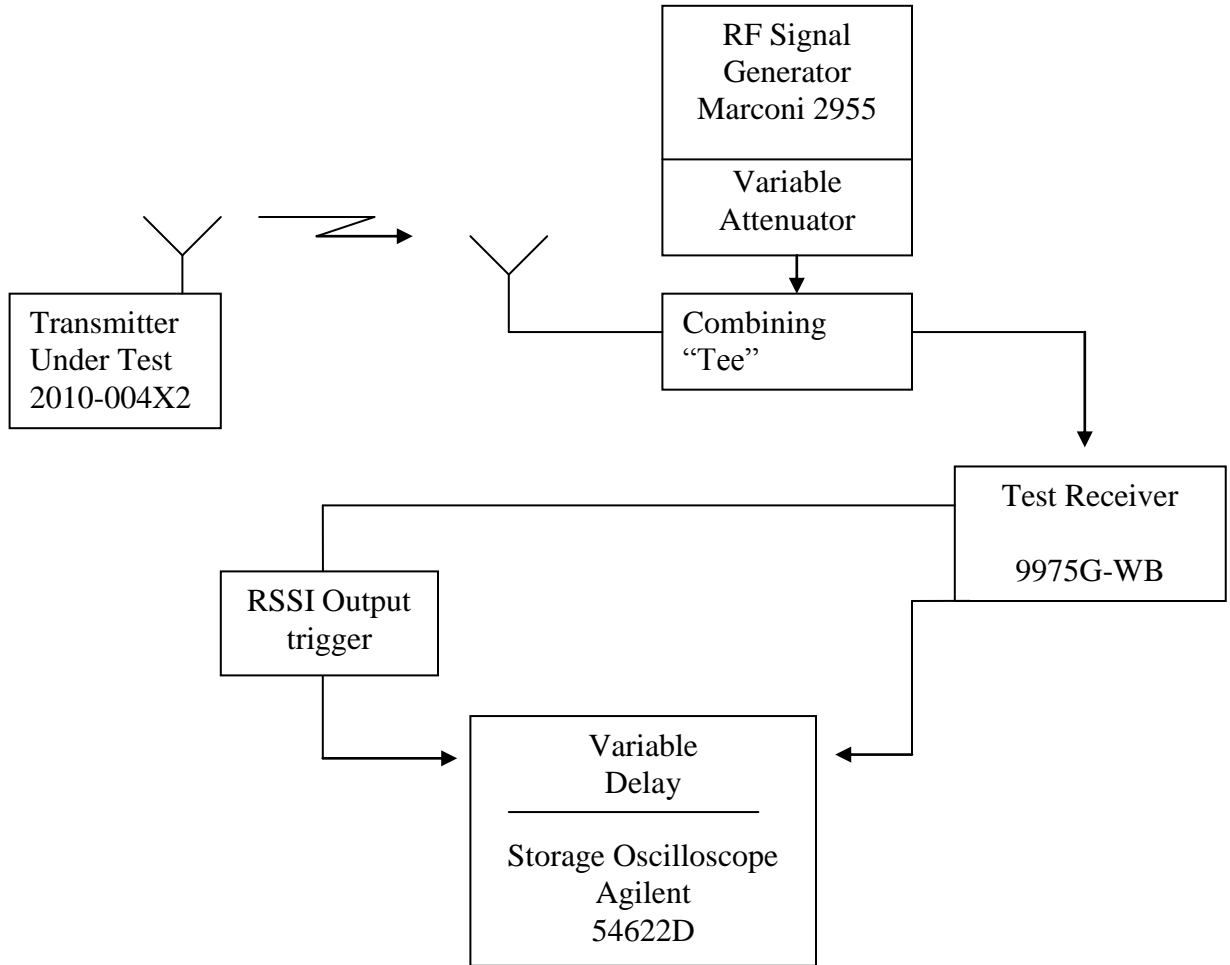 RF Signal
Generator
Marconi 2955
Variable
Attenuator
Transmitter
Under Test
2010-004X2
Combining
“Tee”
Test Receiver
9975G-WB
RSSI Output
trigger
Variable
Delay
Storage Oscilloscope
Agilent
54622D